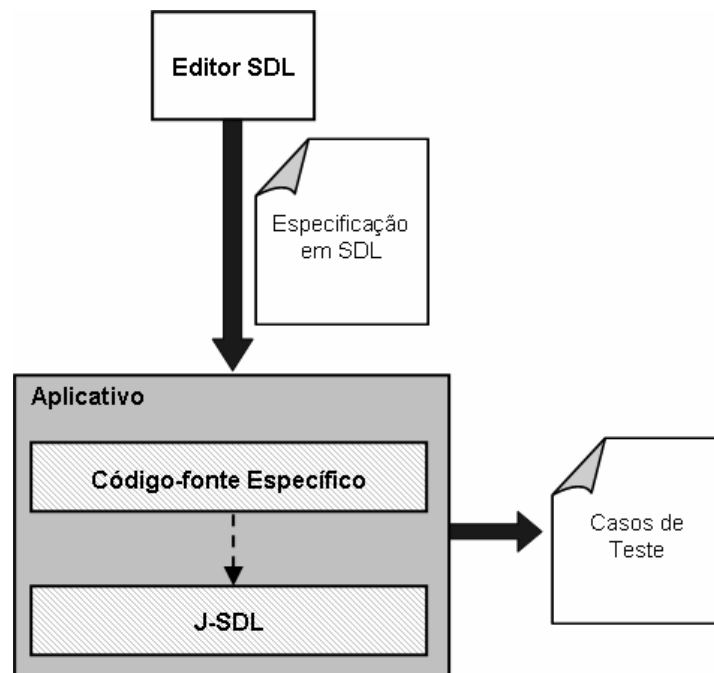 Editor SDL
Especificação
em SDL
Aplicativo
Código-fonte Específico
J-SDL
Casos de
Teste